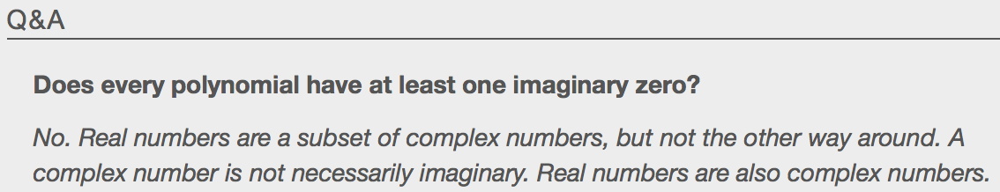 Q&A
Does every polynomial have at least one imaginary zero?
No. Real numbers are a subset of complex numbers, but not the other way around. A
complex number is not necessarily imaginary. Real numbers are also complex numbers.